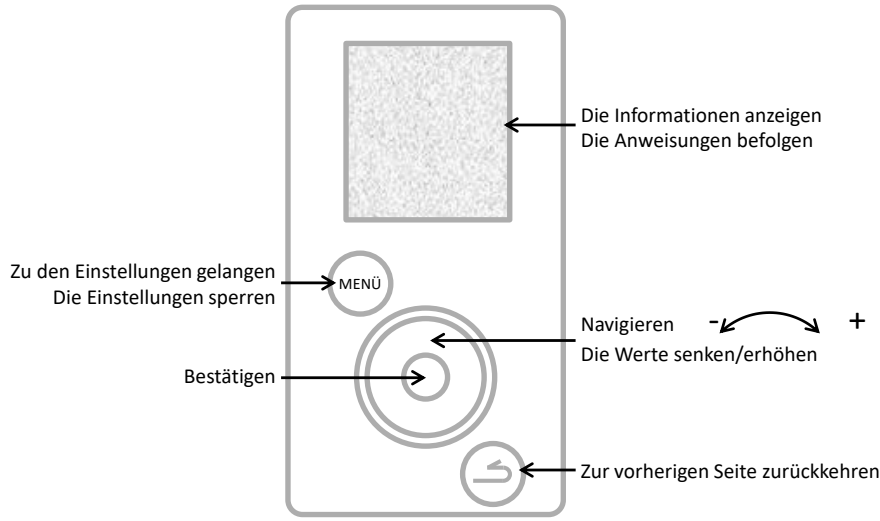 Die Informationen anzeigen
Die Anweisungen befolgen
Zu den Einstellungen gelangen
Die Einstellungen sperren
MENÜ
Navigieren - +
Die Werte senken/erhöhen
Bestätigen
Zur vorherigen Seite zurückkehren